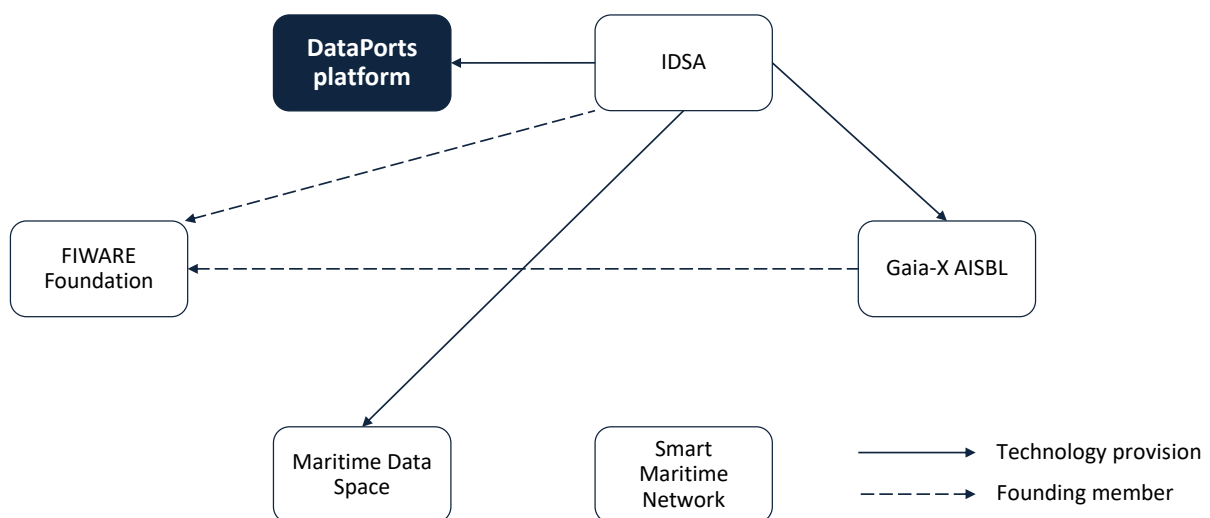 DataPorts
platform
IDSA
FIWARE
Foundation
Gaia-X AISBL
Maritime Data
Space
Smart
Maritime
Network
Technology provision
Founding member